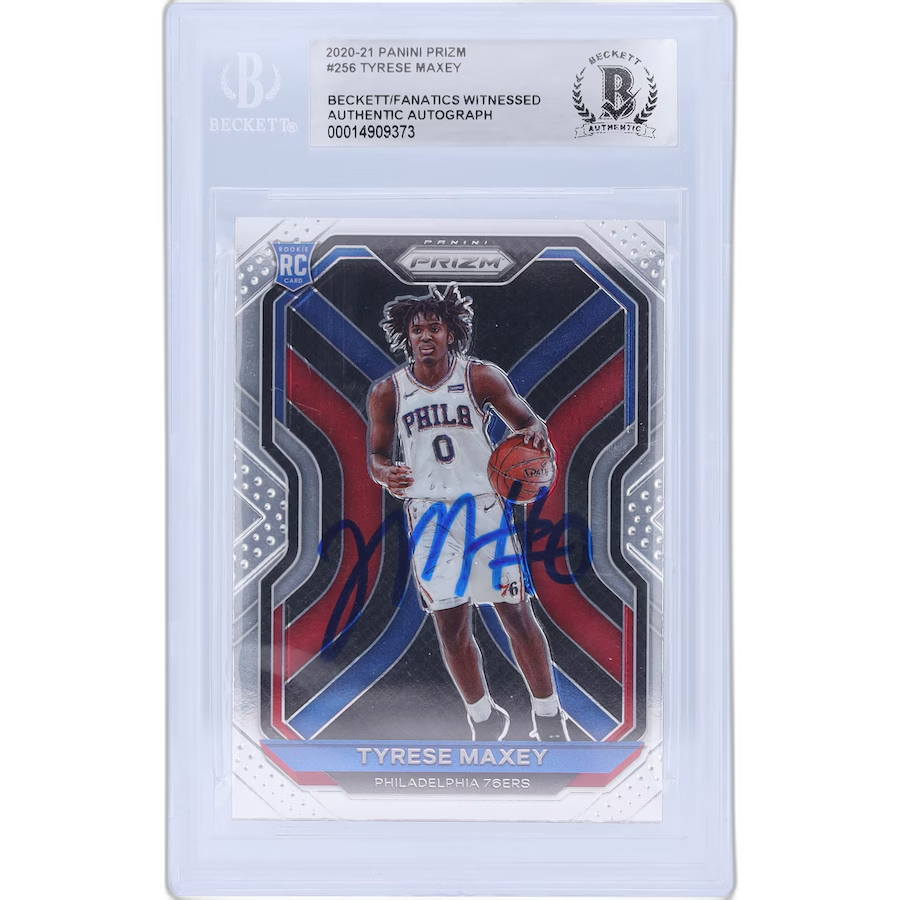 2020-21 PANINI PRIZM
#256 TYRESE MAXEY
BECKETT/FANATICS WITNESSED
AUTHENTIC AUTOGRAPH
00014909373
B
BECKETT®
BECKETT
B
AUTHENTIC
ROOKIE
RC
CARD
PANINI
PRIZM
PHILA
0
76
TYRESE MAXEY
PHILADELPHIA 76ERS